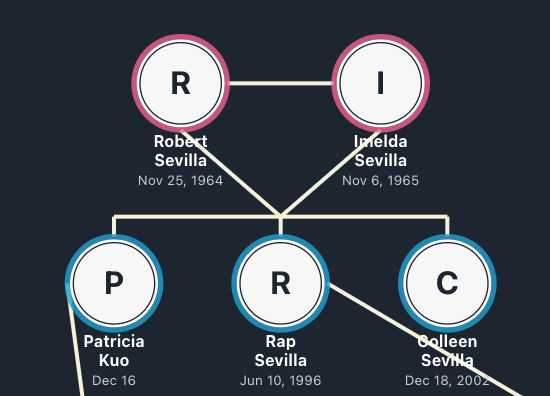 R
I
Robert
Sevilla
Nov 25, 1964
Imelda
Sevilla
Nov 6, 1965
P
R
C
Patricia
Kuo
Dec 16
Rap
Sevilla
Jun 10, 1996
Colleen
Sevilla
Dec 18, 2002